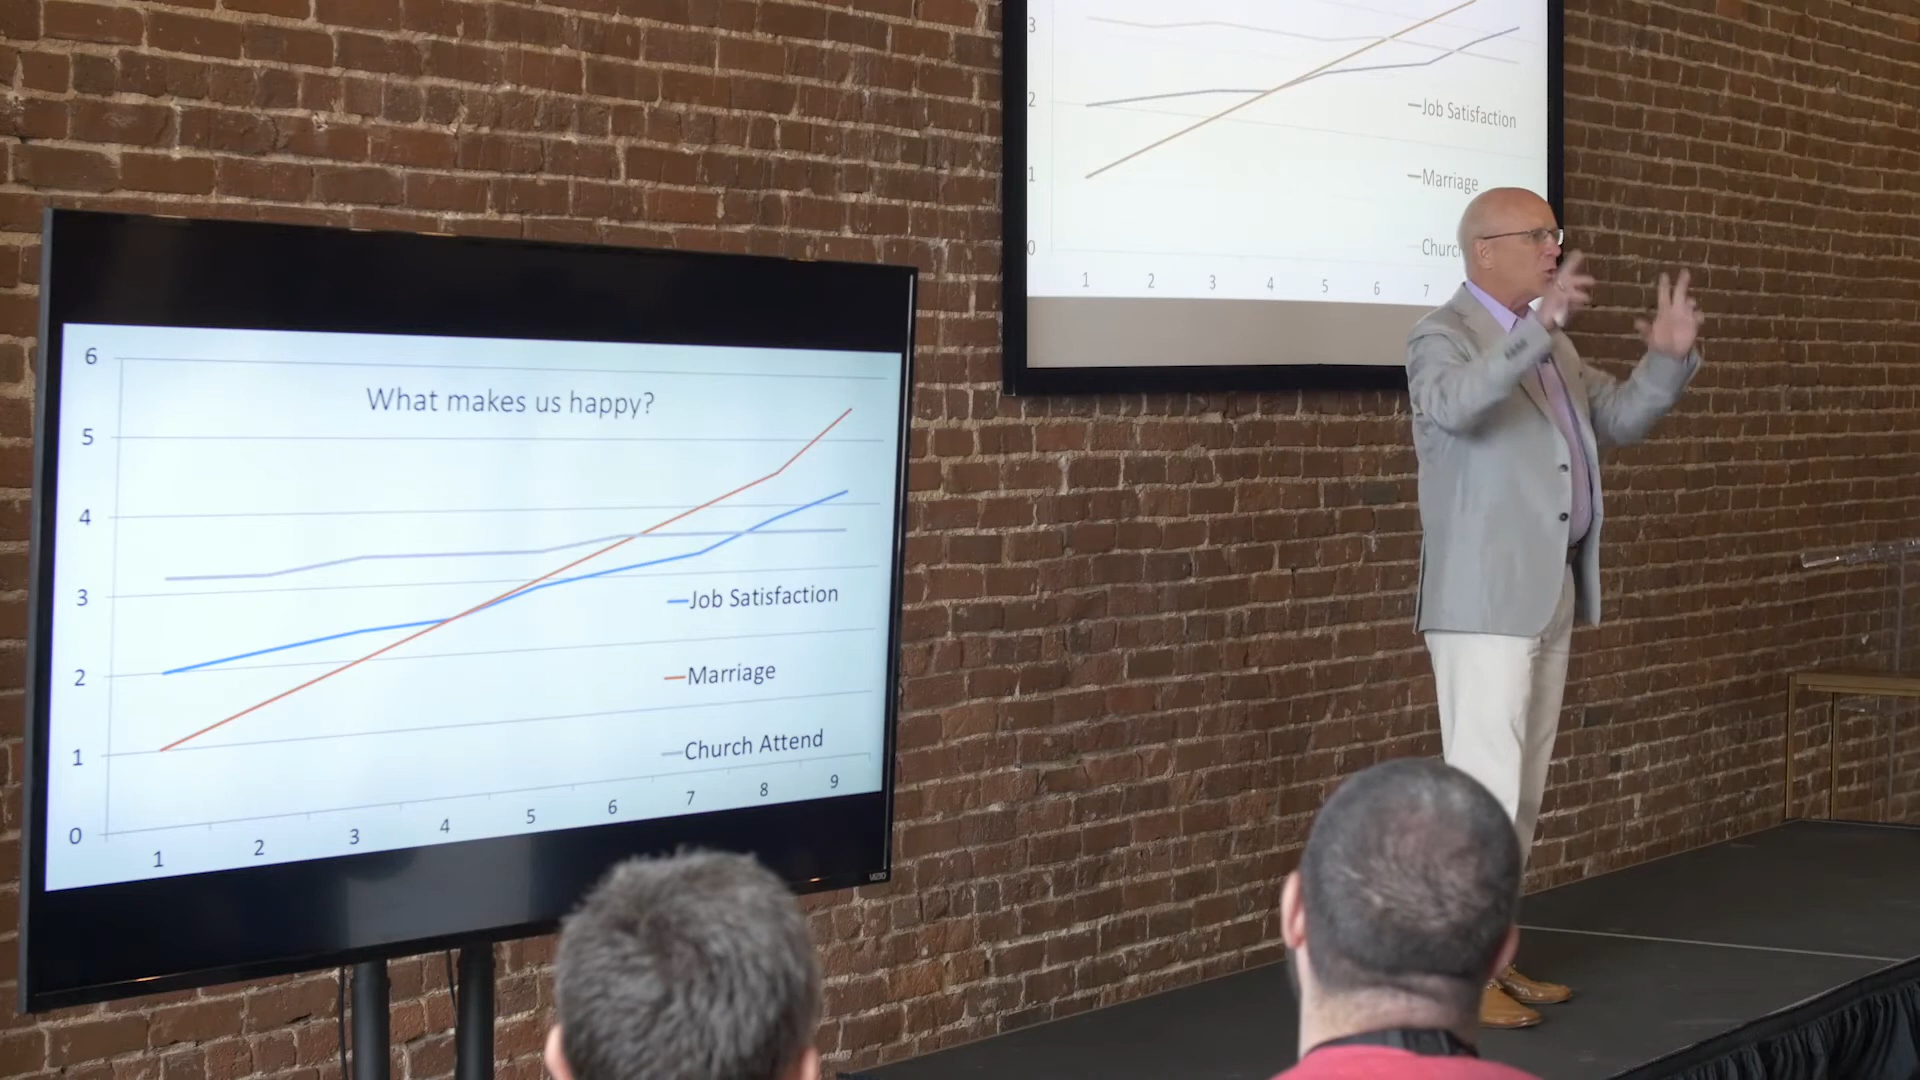 What makes us happy?
6
5
4
3
2
1
0
Job Satisfaction
Marriage
Church Attend
1 2 3 4 5 6 7 8 9
VIZIO
3
2
1
0
Job Satisfaction
Marriage
Churc
1 2 3 4 5 6 7